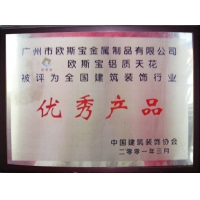 广州市欧斯宝金属制品有限公司
欧斯宝铝质天花
被评为全国建筑装饰行业
优秀产品
中国建筑装饰协会
二零零一年三月